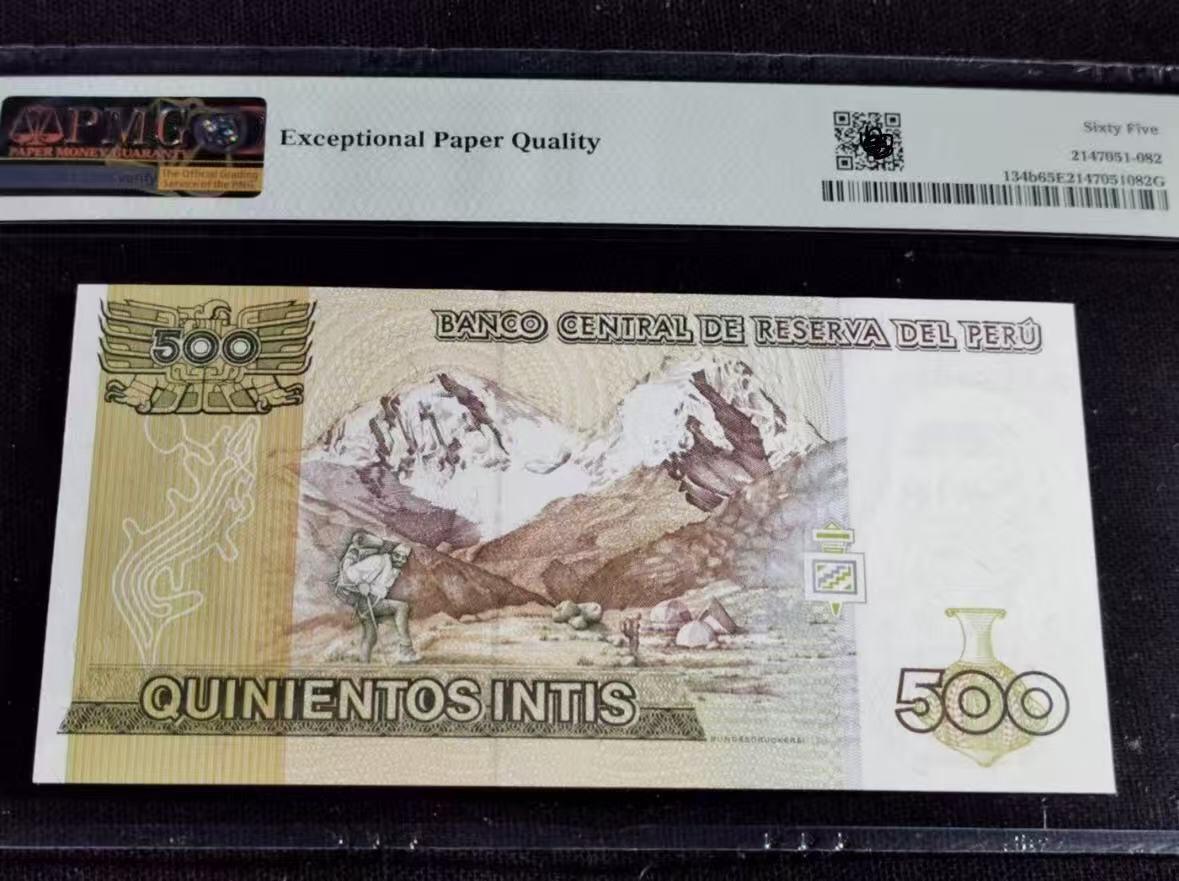 PMG
PAPER MONEY GUARANTY
The Official Grading
Service of the PNG
Exceptional Paper Quality
Sixty Five
2147051-082
134b65E2147051082G
500
BANCO CENTRAL DE RESERVA DEL PERÚ
QUINIENTOS INTIS
BUNDESDRUCKEREI
500